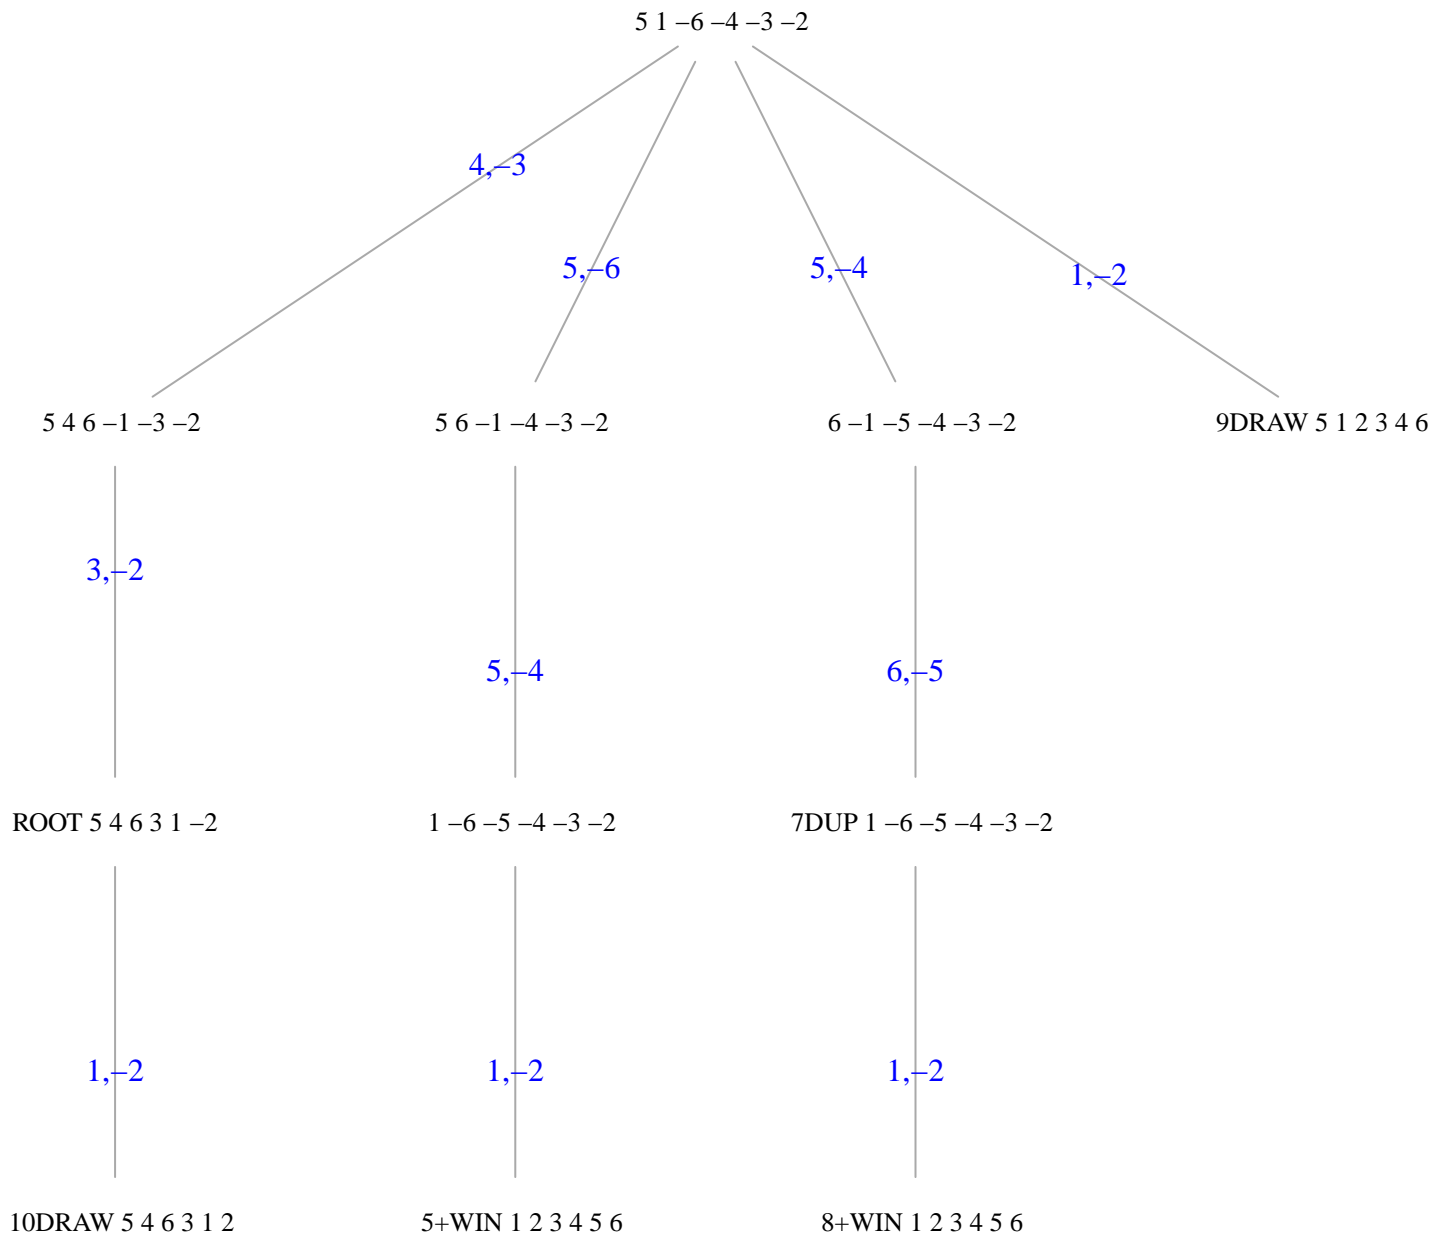 5 1 –6 –4 –3 –2
4,–3
5,–6
5,–4
1,–2
5 4 6 –1 –3 –2
5 6 –1 –4 –3 –2
6 –1 –5 –4 –3 –2
9DRAW 5 1 2 3 4 6
3,–2
5,–4
6,–5
ROOT 5 4 6 3 1 –2
1 –6 –5 –4 –3 –2
7DUP 1 –6 –5 –4 –3 –2
1,–2
1,–2
1,–2
10DRAW 5 4 6 3 1 2
5+WIN 1 2 3 4 5 6
8+WIN 1 2 3 4 5 6